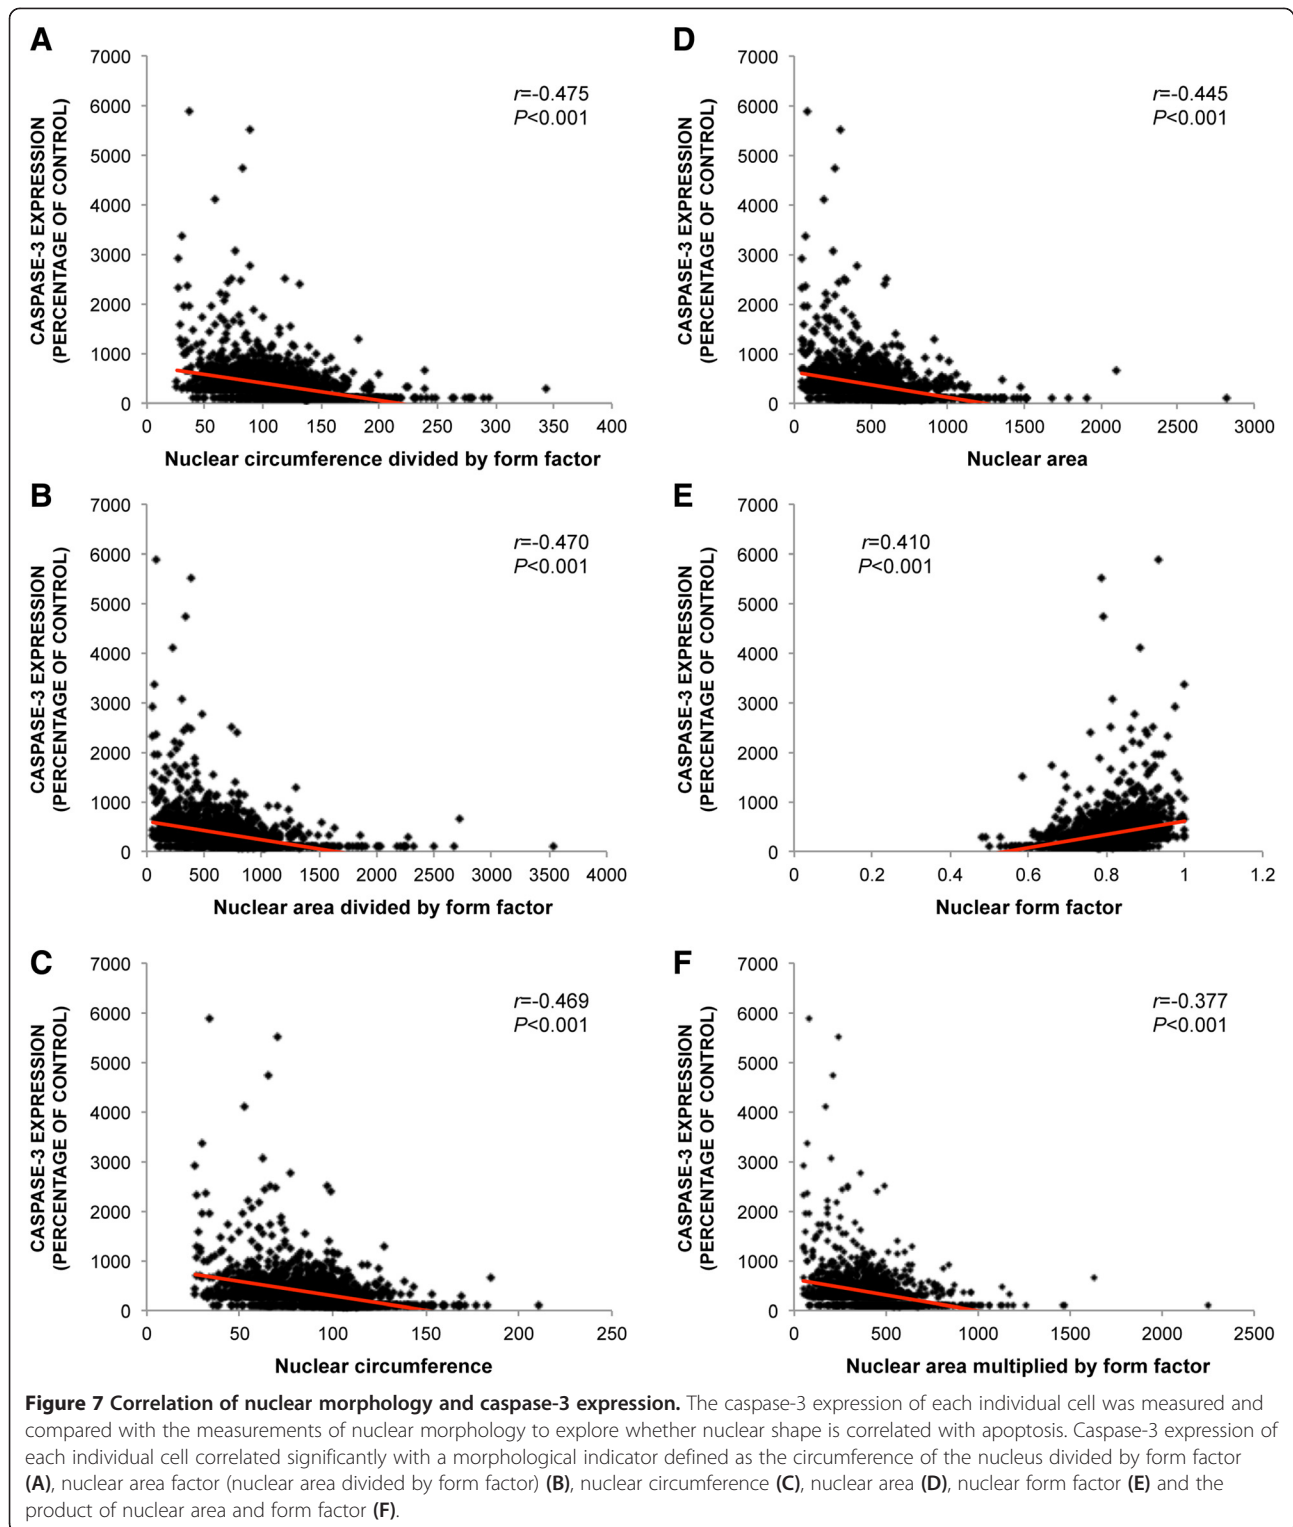 A
7000
6000
5000
4000
3000
2000
1000
0
CASPASE-3 EXPRESSION
(PERCENTAGE OF CONTROL)
r=-0.475
P<0.001
0 50 100 150 200 250 300 350 400
Nuclear circumference divided by form factor
D
7000
6000
5000
4000
3000
2000
1000
0
CASPASE-3 EXPRESSION
(PERCENTAGE OF CONTROL)
r=-0.445
P<0.001
0 500 1000 1500 2000 2500 3000
Nuclear area
B
7000
6000
5000
4000
3000
2000
1000
0
CASPASE-3 EXPRESSION
(PERCENTAGE OF CONTROL)
r=-0.470
P<0.001
0 500 1000 1500 2000 2500 3000 3500 4000
Nuclear area divided by form factor
E
7000
6000
5000
4000
3000
2000
1000
0
CASPASE-3 EXPRESSION
(PERCENTAGE OF CONTROL)
r=0.410
P<0.001
0 0.2 0.4 0.6 0.8 1 1.2
Nuclear form factor
C
7000
6000
5000
4000
3000
2000
1000
0
CASPASE-3 EXPRESSION
(PERCENTAGE OF CONTROL)
r=-0.469
P<0.001
0 50 100 150 200 250
Nuclear circumference
F
7000
6000
5000
4000
3000
2000
1000
0
CASPASE-3 EXPRESSION
(PERCENTAGE OF CONTROL)
r=-0.377
P<0.001
0 500 1000 1500 2000 2500
Nuclear area multiplied by form factor
Figure 7 Correlation of nuclear morphology and caspase-3 expression. The caspase-3 expression of each individual cell was measured and
compared with the measurements of nuclear morphology to explore whether nuclear shape is correlated with apoptosis. Caspase-3 expression of
each individual cell correlated significantly with a morphological indicator defined as the circumference of the nucleus divided by form factor
(A), nuclear area factor (nuclear area divided by form factor) (B), nuclear circumference (C), nuclear area (D), nuclear form factor (E) and the
product of nuclear area and form factor (F).